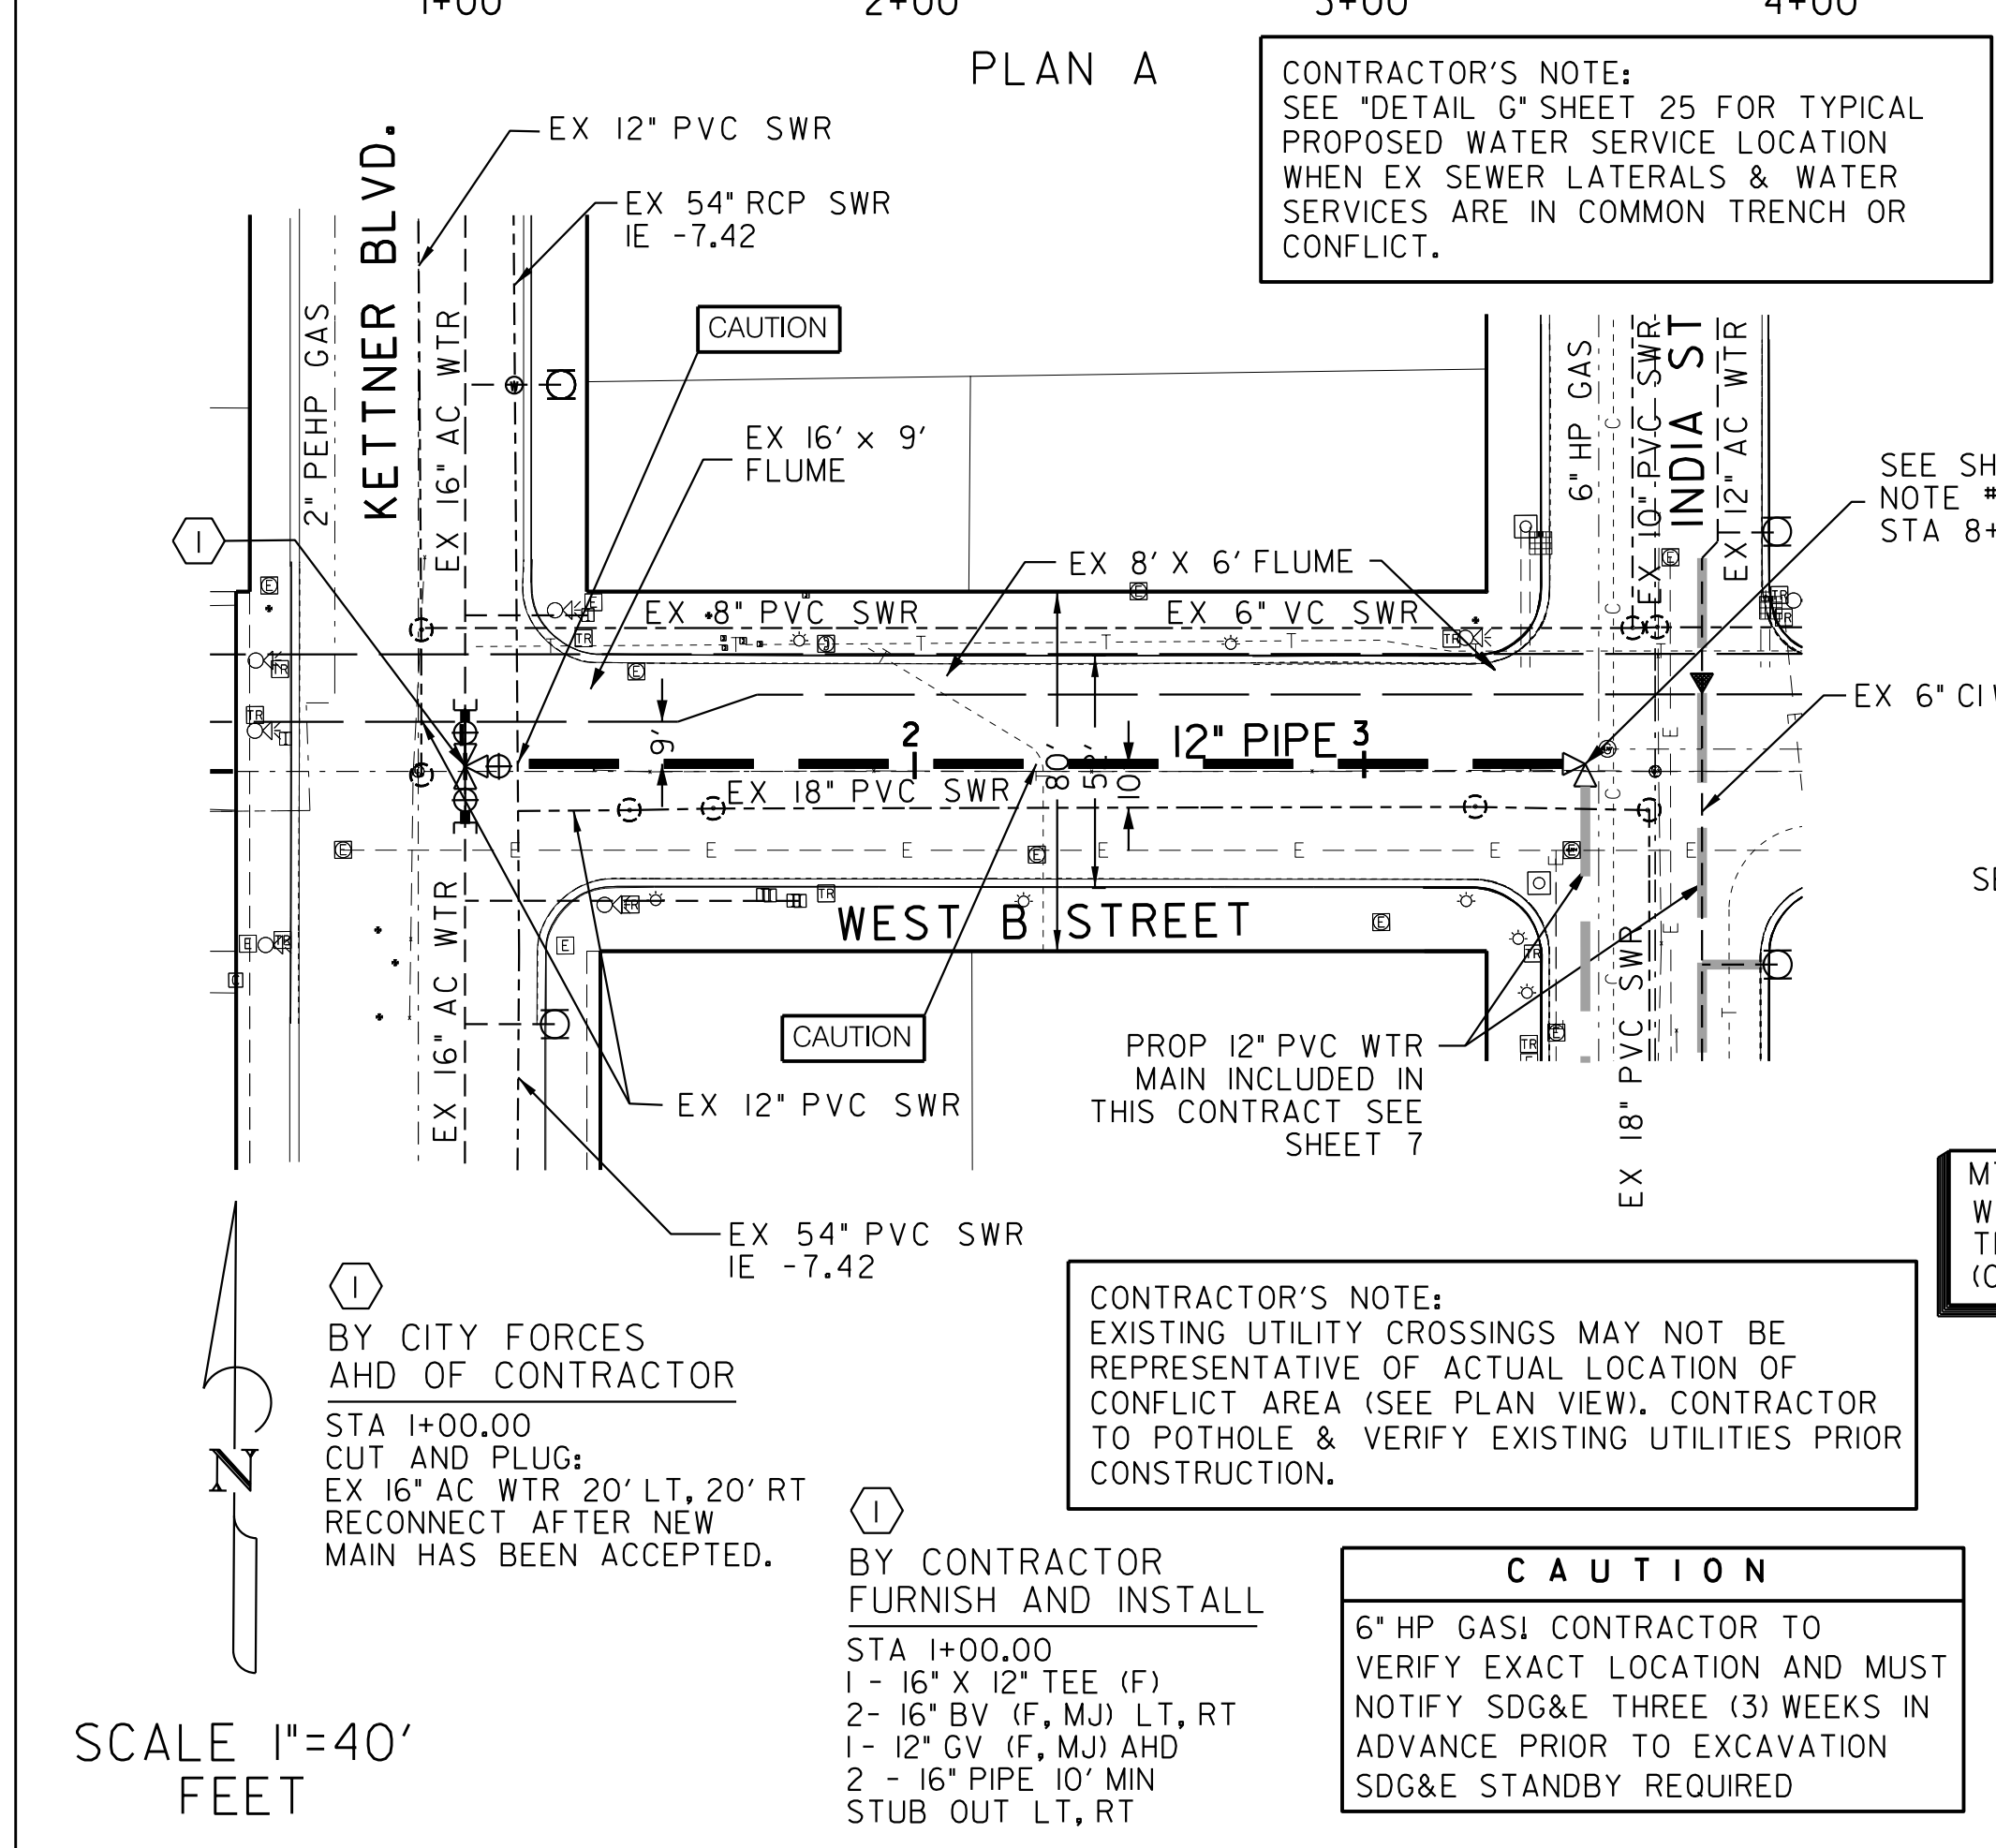 1+00 2+00 3+00 4+00
PLAN A
CONTRACTOR'S NOTE:
SEE "DETAIL G" SHEET 25 FOR TYPICAL
PROPOSED WATER SERVICE LOCATION
WHEN EX SEWER LATERALS & WATER
SERVICES ARE IN COMMON TRENCH OR
CONFLICT.
EX 12" PVC SWR
EX 54" RCP SWR
IE -7.42
KETTNER BLVD.
2" PEHP GAS
EX 16" AC WTR
CAUTION
EX 16' x 9'
FLUME
6" HP GAS
EX 10" PVC SWR
INDIA ST
EX 12" AC WTR
SEE SH
NOTE #
STA 8+
1
EX 8' X 6' FLUME
EX 8" PVC SWR
EX 6" VC SWR
EX 6" CI W
9'
2
12" PIPE
3
80'
52'
10'
EX 18" PVC SWR
WEST B STREET
SE
EX 16" AC WTR
CAUTION
EX 12" PVC SWR
PROP 12" PVC WTR
MAIN INCLUDED IN
THIS CONTRACT SEE
SHEET 7
EX 18" PVC SWR
EX 54" PVC SWR
IE -7.42
N
SCALE 1"=40'
FEET
1
BY CITY FORCES
AHD OF CONTRACTOR
STA 1+00.00
CUT AND PLUG:
EX 16" AC WTR 20' LT, 20' RT
RECONNECT AFTER NEW
MAIN HAS BEEN ACCEPTED.
1
BY CONTRACTOR
FURNISH AND INSTALL
STA 1+00.00
1 - 16" X 12" TEE (F)
2- 16" BV (F, MJ) LT, RT
1- 12" GV (F, MJ) AHD
2 - 16" PIPE 10' MIN
STUB OUT LT, RT
CONTRACTOR'S NOTE:
EXISTING UTILITY CROSSINGS MAY NOT BE
REPRESENTATIVE OF ACTUAL LOCATION OF
CONFLICT AREA (SEE PLAN VIEW). CONTRACTOR
TO POTHOLE & VERIFY EXISTING UTILITIES PRIOR
CONSTRUCTION.
CAUTION
6" HP GAS! CONTRACTOR TO
VERIFY EXACT LOCATION AND MUST
NOTIFY SDG&E THREE (3) WEEKS IN
ADVANCE PRIOR TO EXCAVATION
SDG&E STANDBY REQUIRED